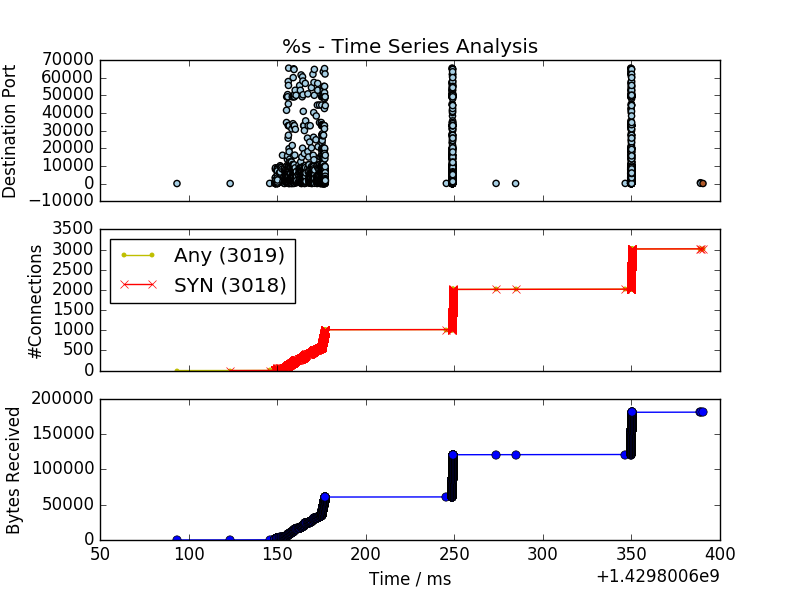 %s - Time Series Analysis
70000
60000
50000
40000
30000
20000
10000
0
−10000
Destination Port
3500
3000
2500
2000
1500
1000
500
0
#Connections
Any (3019)
SYN (3018)
200000
150000
100000
50000
0
Bytes Received
50 100 150 200 250 300 350 400
Time / ms
+1.4298006e9